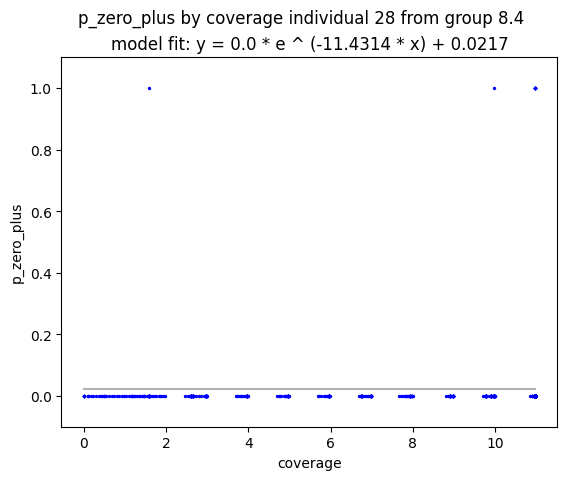 p_zero_plus by coverage individual 28 from group 8.4
model fit: y = 0.0 * e ^ (-11.4314 * x) + 0.0217
1.0
0.8
0.6
0.4
0.2
0.0
p_zero_plus
0 2 4 6 8 10
coverage